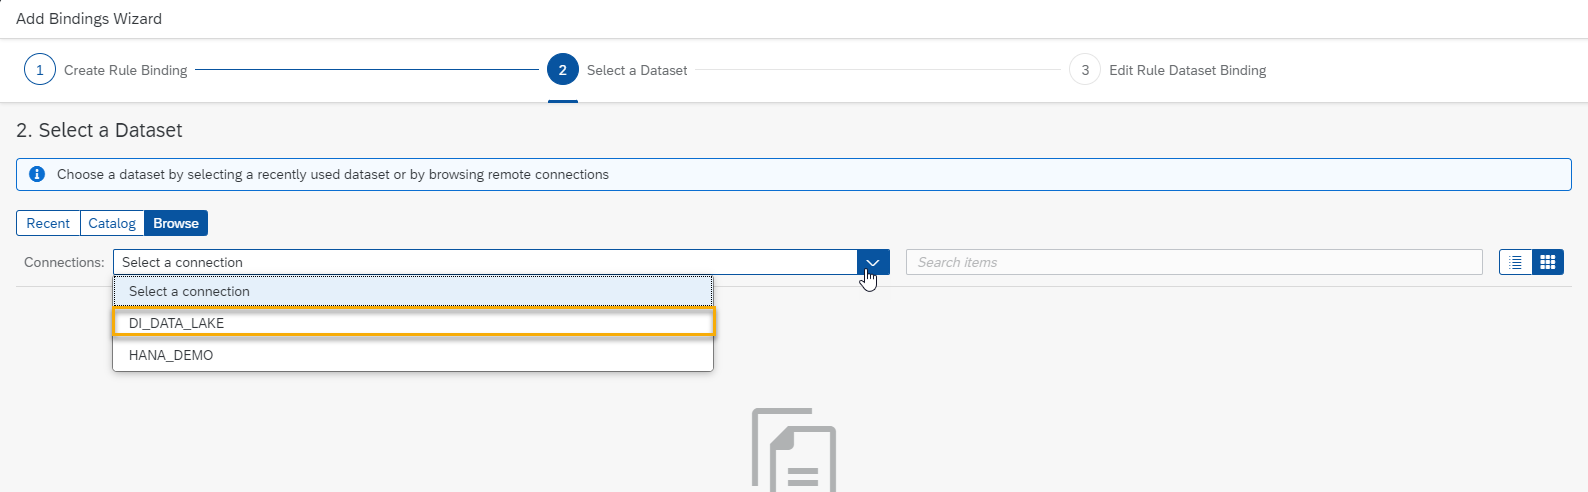 Add Bindings Wizard
1 Create Rule Binding 2 Select a Dataset 3 Edit Rule Dataset Binding
2. Select a Dataset
Choose a dataset by selecting a recently used dataset or by browsing remote connections
Recent Catalog Browse
Connections: Select a connection Search items
Select a connection
DI_DATA_LAKE
HANA_DEMO